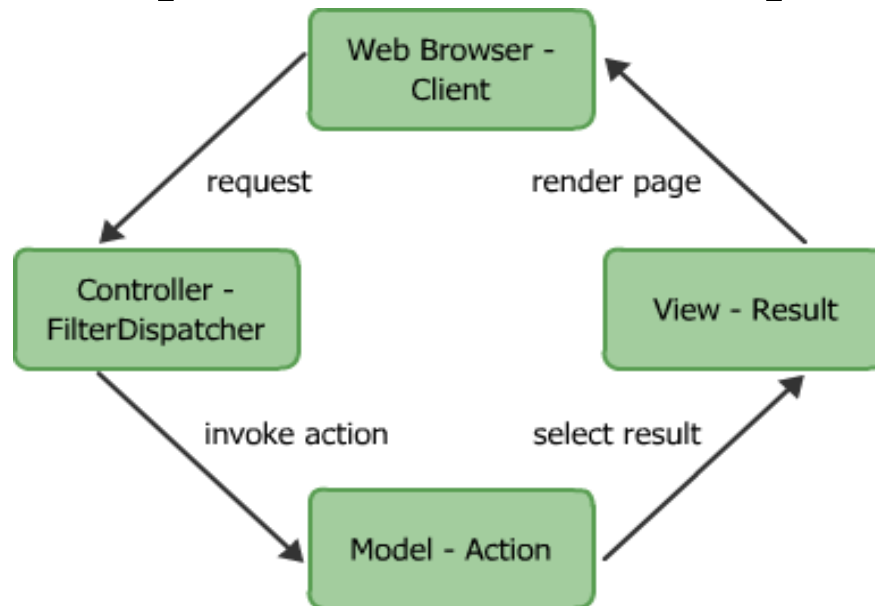 Web Browser -
Client
request
render page
Controller -
FilterDispatcher
View - Result
invoke action
select result
Model - Action